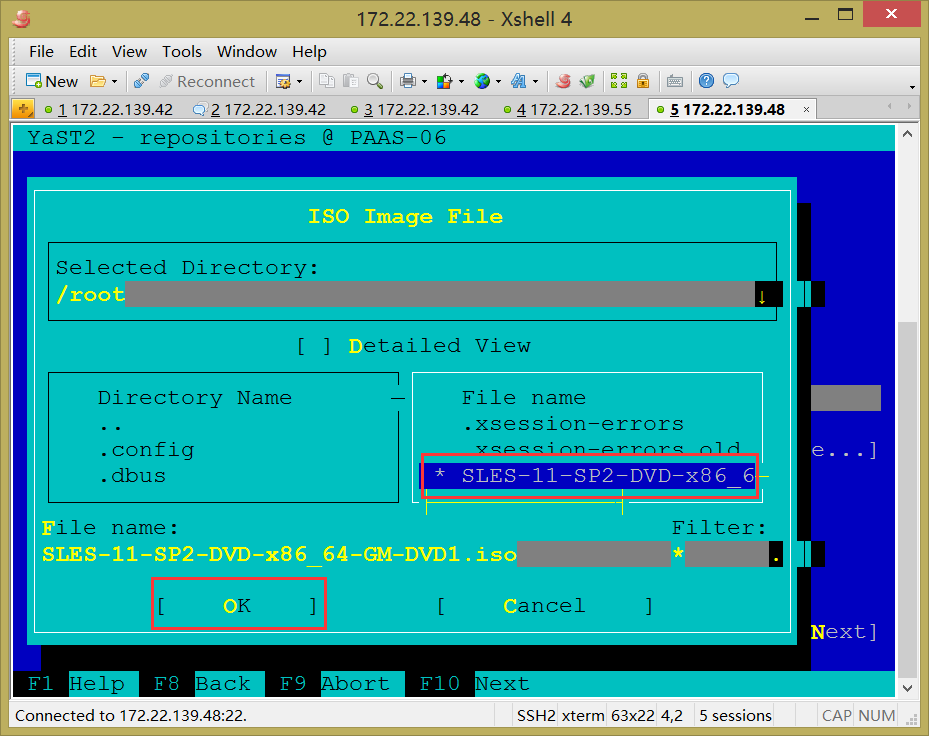 172.22.139.48 - Xshell 4
File Edit View Tools Window Help
New Reconnect
1 172.22.139.42 2 172.22.139.42 3 172.22.139.42 4 172.22.139.55 5 172.22.139.48 ×
YaST2 - repositories @ PAAS-06
ISO Image File
Selected Directory:
/root ↓
[ ] Detailed View
Directory Name File name
.. .xsession-errors
.config .xsession-errors.old e...]
.dbus * SLES-11-SP2-DVD-x86_6
File name: Filter:
SLES-11-SP2-DVD-x86_64-GM-DVD1.iso * .
[ OK ] [ Cancel ]
Next]
F1 Help F8 Back F9 Abort F10 Next
Connected to 172.22.139.48:22. SSH2 xterm 63x22 4,2 5 sessions CAP NUM